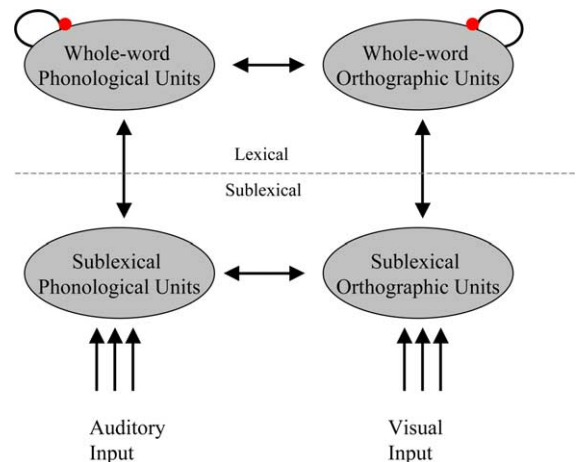 Whole-word
Phonological Units
Whole-word
Orthographic Units
Lexical
Sublexical
Sublexical
Phonological Units
Sublexical
Orthographic Units
Auditory
Input
Visual
Input